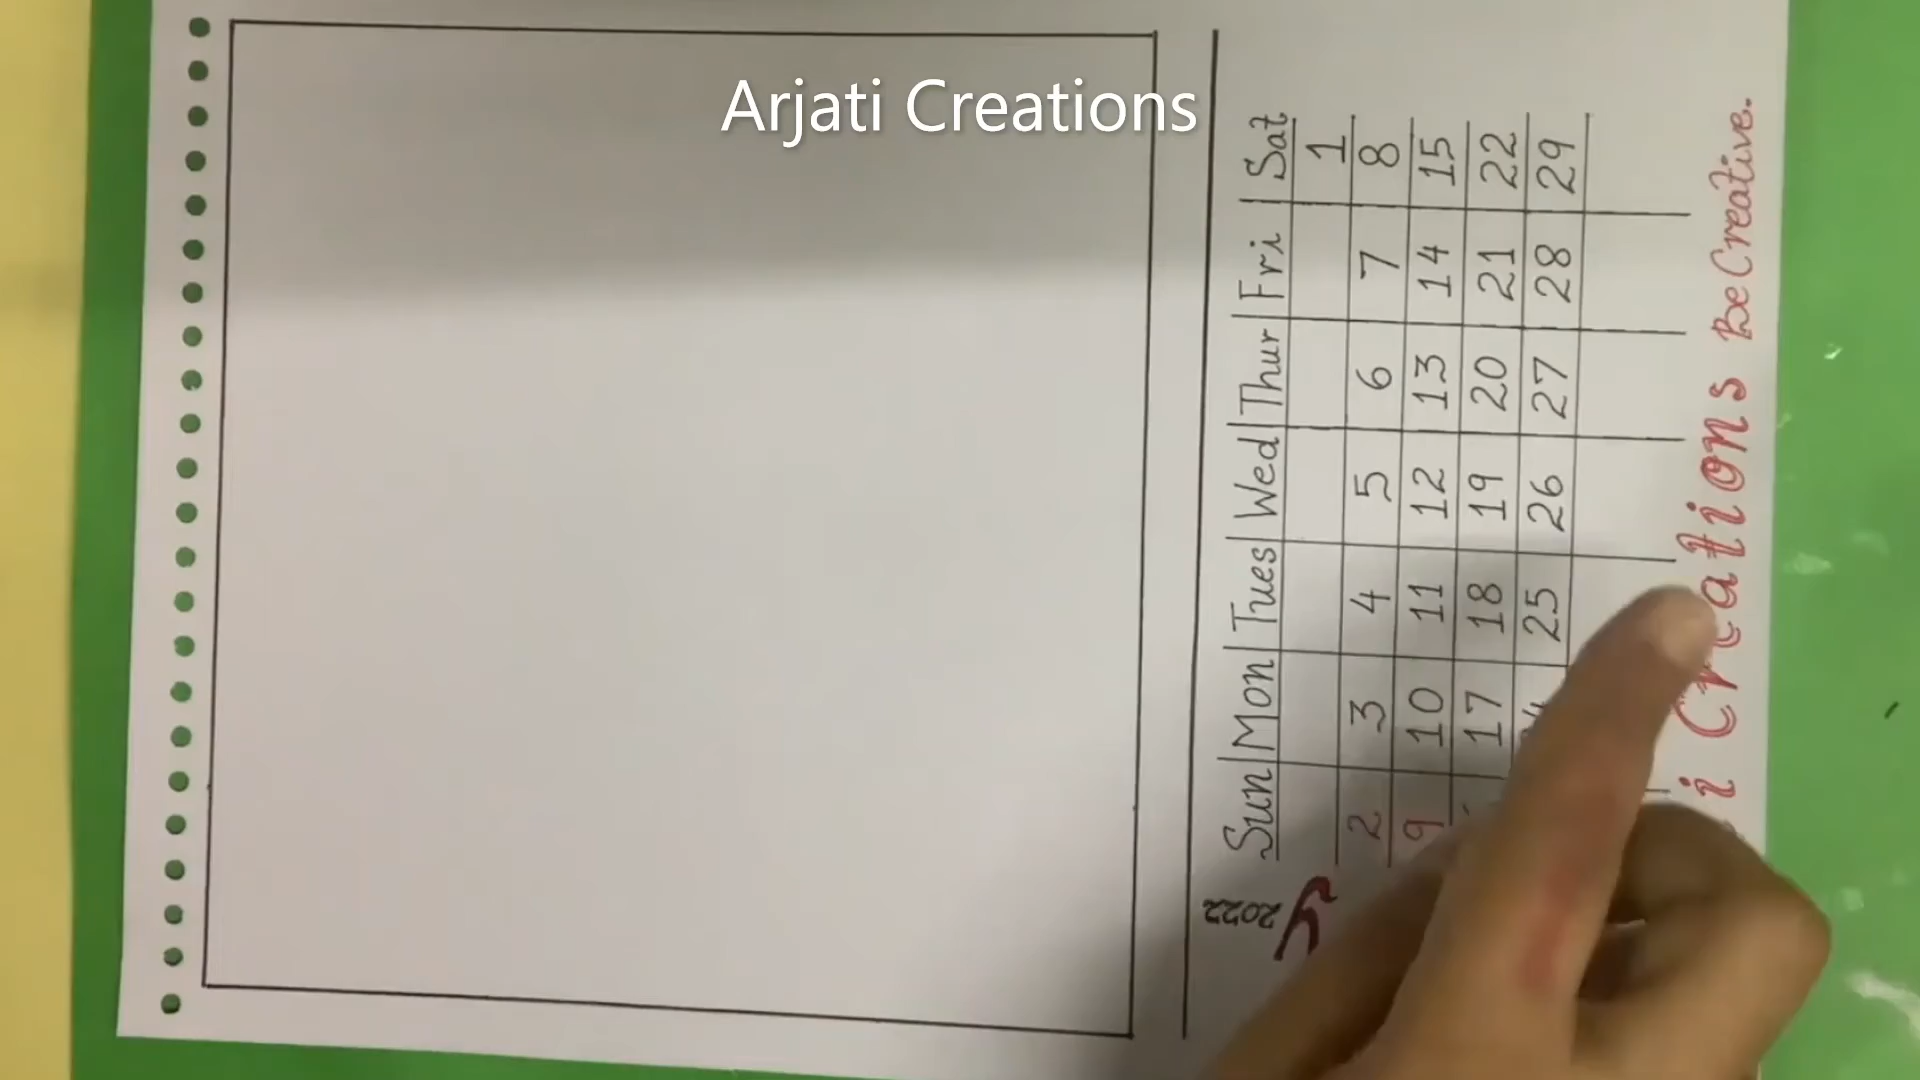 Arjati Creations
2022
Sun Mon Tues Wed Thur Fri Sat
1
2 3 4 5 6 7 8
9 10 11 12 13 14 15
17 18 19 20 21 22
25 26 27 28 29
i Creations Be Creative.